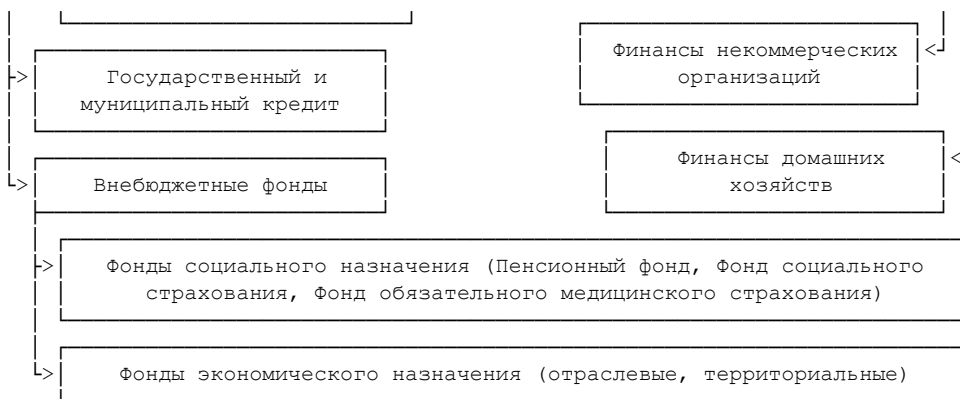 Финансы некоммерческих
организаций
Государственный и
муниципальный кредит
Финансы домашних
хозяйств
Внебюджетные фонды
Фонды социального назначения (Пенсионный фонд, Фонд социального
страхования, Фонд обязательного медицинского страхования)
Фонды экономического назначения (отраслевые, территориальные)